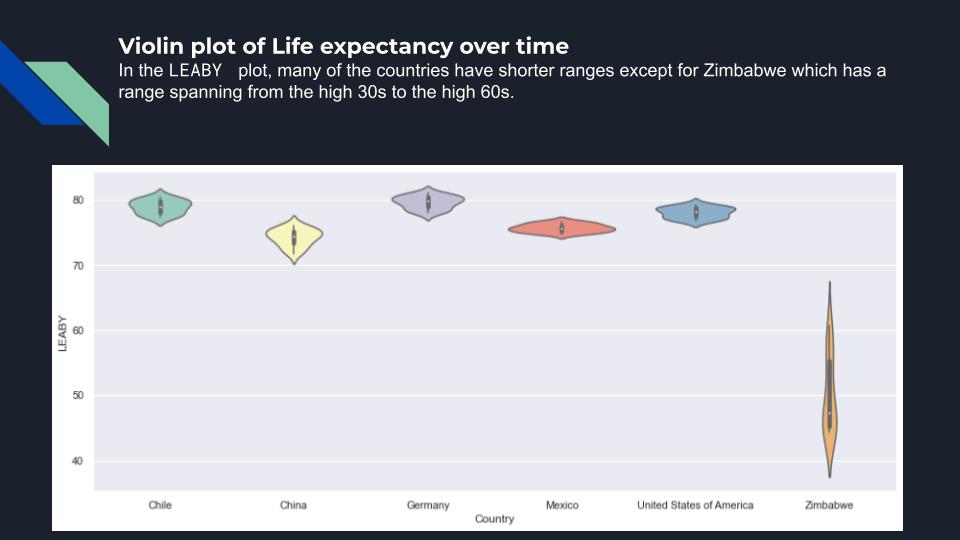 Violin plot of Life expectancy over time
In the LEABY plot, many of the countries have shorter ranges except for Zimbabwe which has a
range spanning from the high 30s to the high 60s.
80
70
60
50
40
LEABY
Chile China Germany Mexico United States of America Zimbabwe
Country